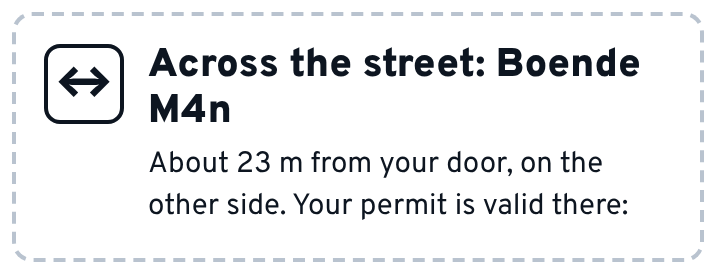 Across the street: Boende
M4n
About 23 m from your door, on the
other side. Your permit is valid there: